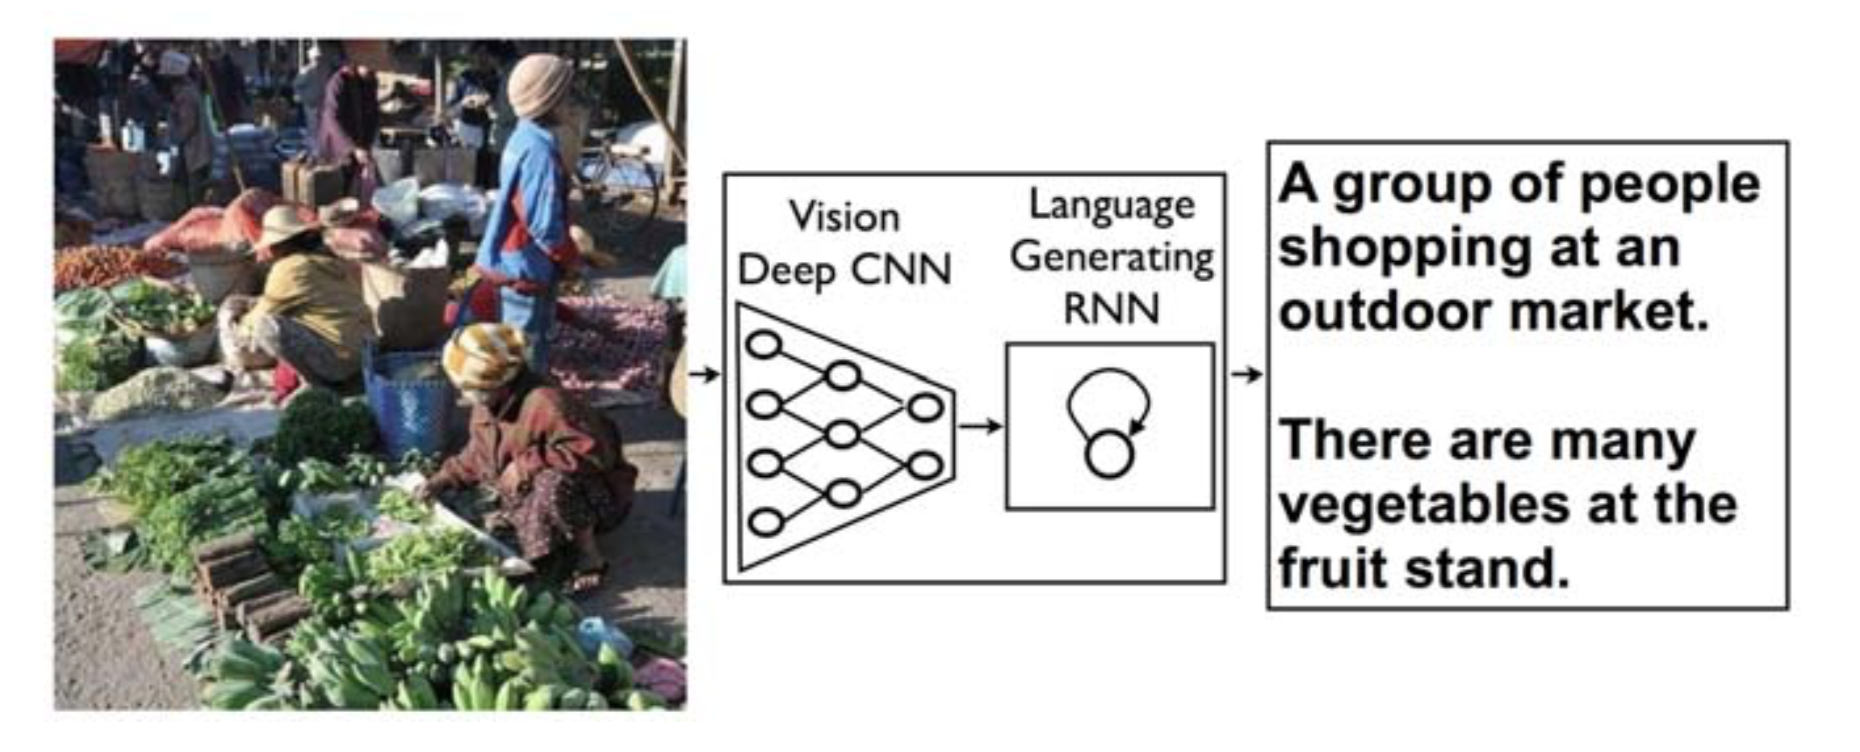 Vision
Deep CNN
Language
Generating
RNN
A group of people
shopping at an
outdoor market.
There are many
vegetables at the
fruit stand.